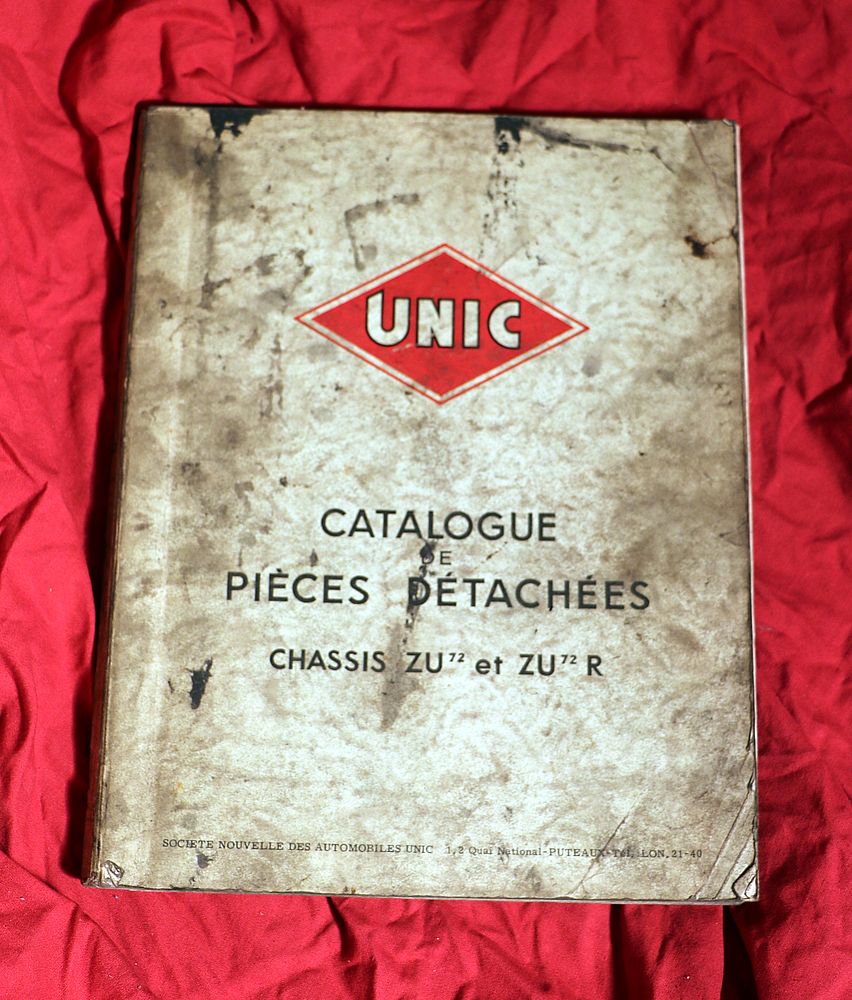 UNIC
CATALOGUE
DE
PIÈCES DÉTACHÉES
CHASSIS ZU⁷² et ZU⁷² R
SOCIETE NOUVELLE DES AUTOMOBILES UNIC 1, 2 Quai National-PUTEAUX-Tél. LON. 21-40